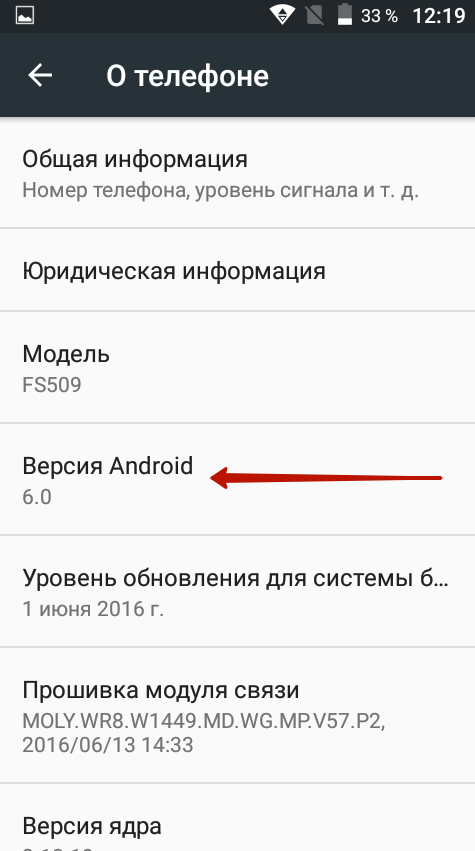 33 % 12:19
О телефоне
Общая информация
Номер телефона, уровень сигнала и т. д.
Юридическая информация
Модель
FS509
Версия Android
6.0
Уровень обновления для системы б...
1 июня 2016 г.
Прошивка модуля связи
MOLY.WR8.W1449.MD.WG.MP.V57.P2,
2016/06/13 14:33
Версия ядра